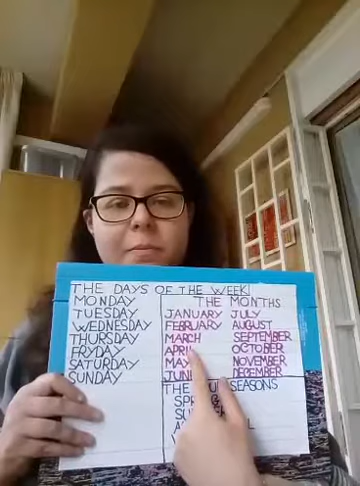 THE DAYS OF THE WEEK
MONDAY
TUESDAY
WEDNESDAY
THURSDAY
FRYDAY
SATURDAY
SUNDAY
THE MONTHS
JANUARY JULY
FEBRUARY AUGUST
MARCH SEPTEMBER
APRIL OCTOBER
MAY NOVEMBER
JUNE DECEMBER
THE SEASONS